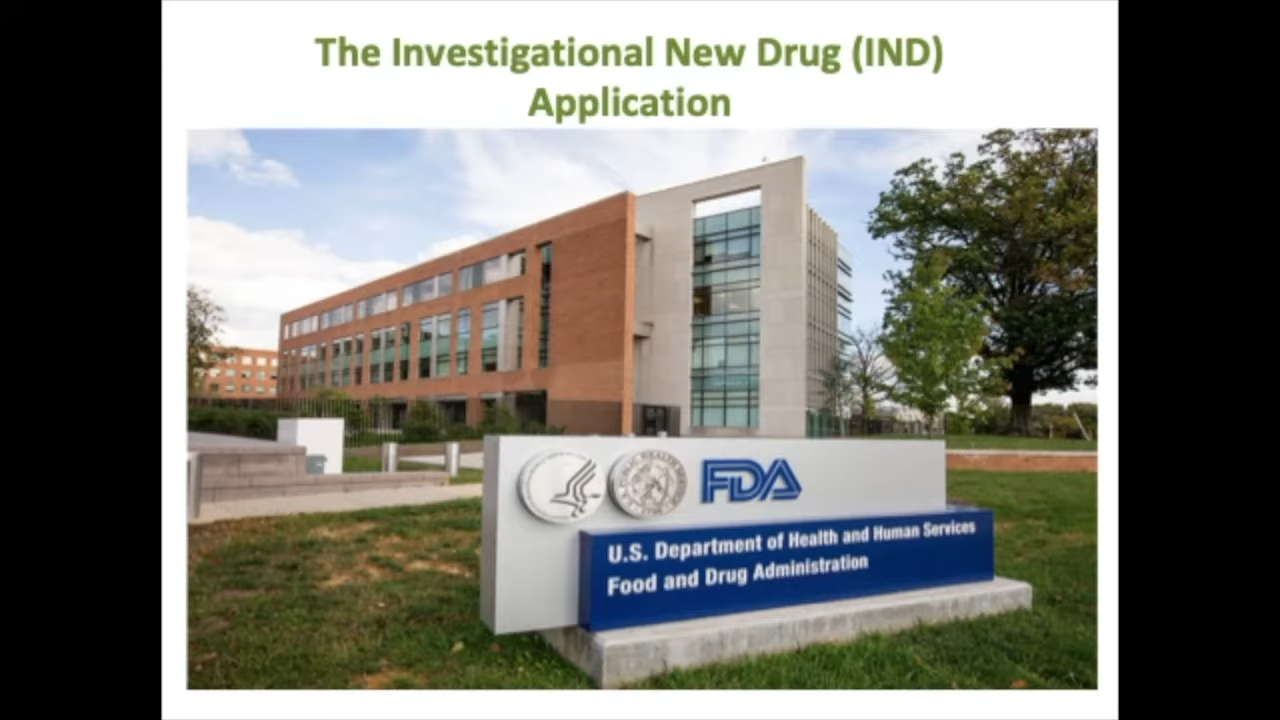 The Investigational New Drug (IND)
Application
FDA
U.S. Department of Health and Human Services
Food and Drug Administration